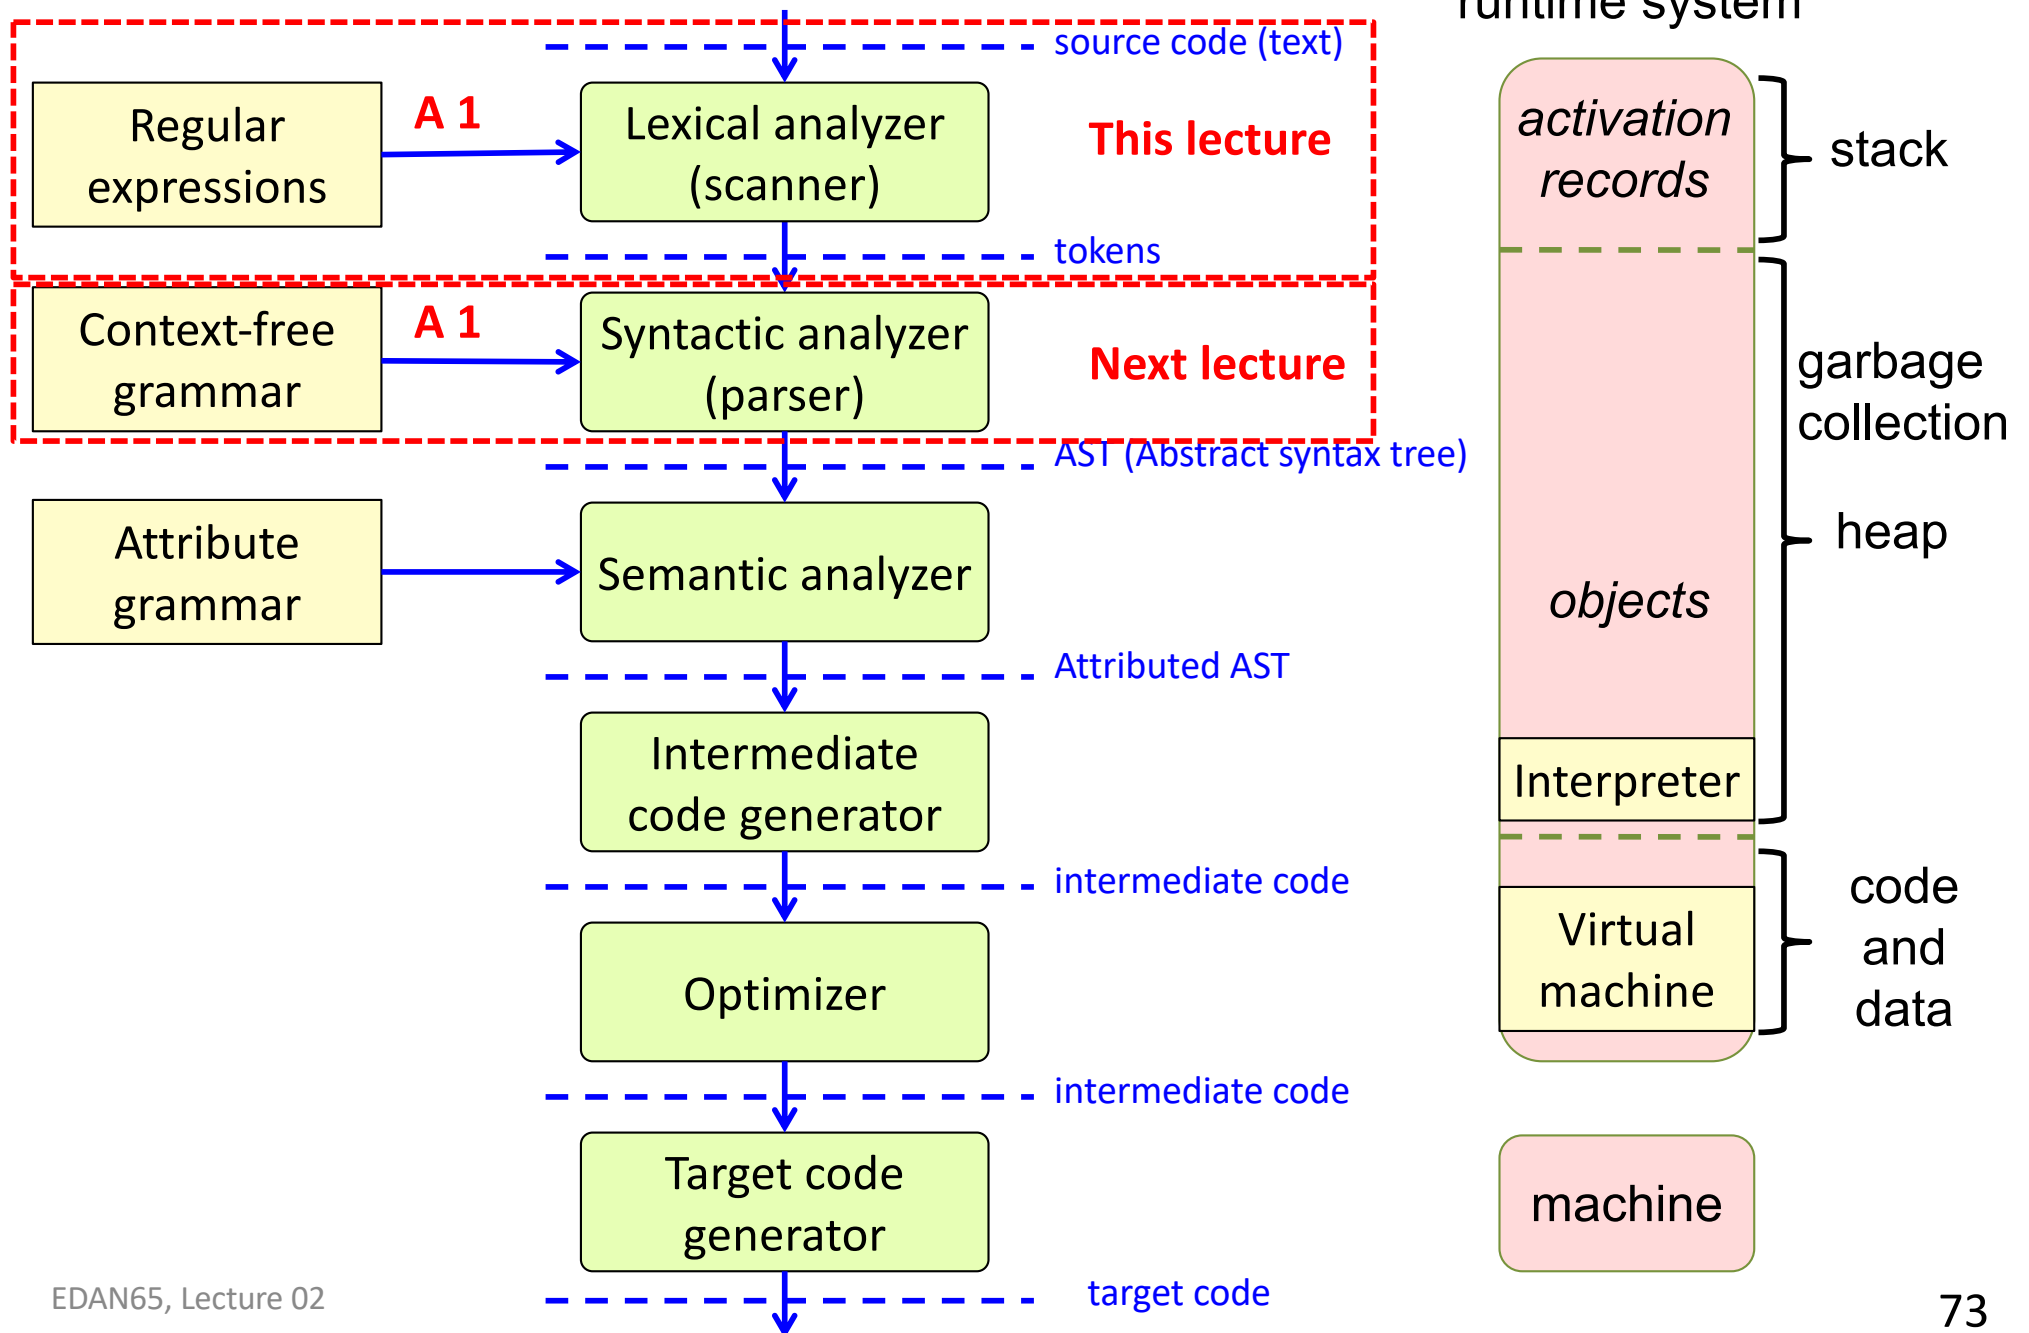 runtime system
source code (text)
Regular
expressions
A 1
Lexical analyzer
(scanner)
This lecture
tokens
Context-free
grammar
A 1
Syntactic analyzer
(parser)
Next lecture
AST (Abstract syntax tree)
Attribute
grammar
Semantic analyzer
Attributed AST
Intermediate
code generator
intermediate code
Optimizer
intermediate code
Target code
generator
target code
activation
records
stack
garbage
collection
heap
objects
Interpreter
Virtual
machine
code
and
data
machine
EDAN65, Lecture 02
73